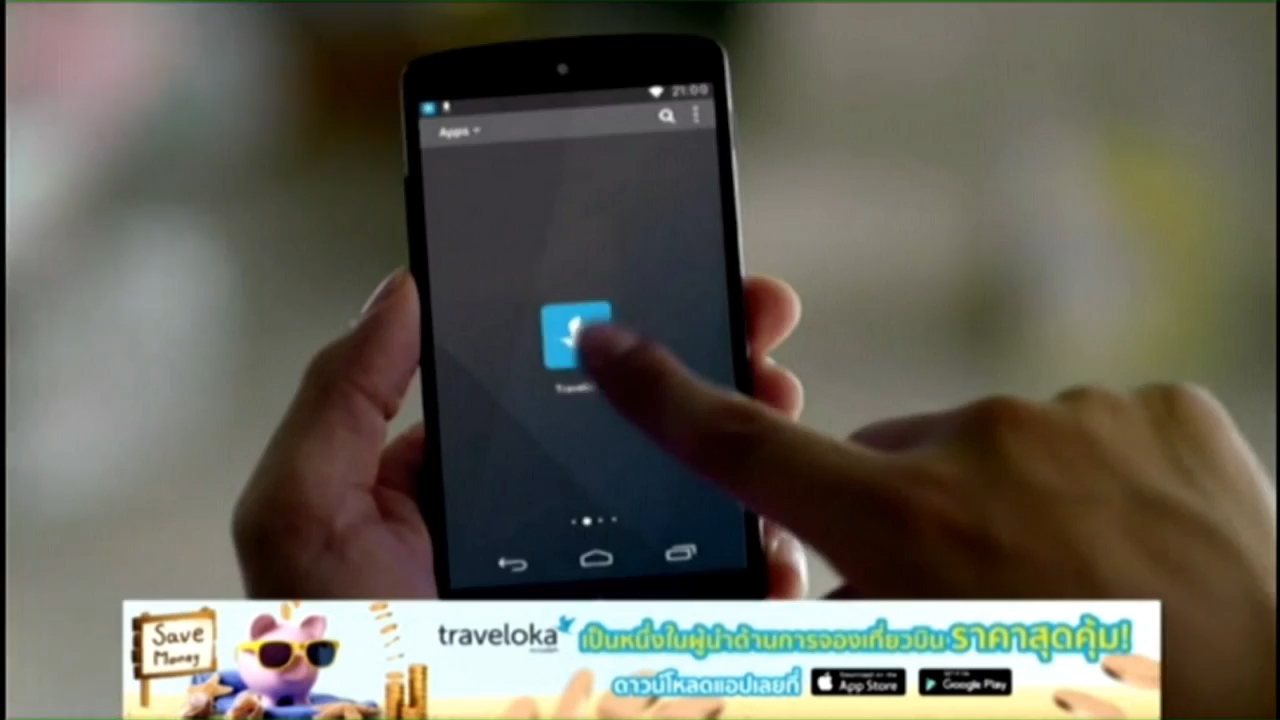 21:00
Apps
Save
Money
traveloka
เป็นหนึ่งในผู้นำด้านการจองเที่ยวบิน ราคาสุดคุ้ม!
ดาวน์โหลดแอปเลยที่
Download on the
App Store
Google Play